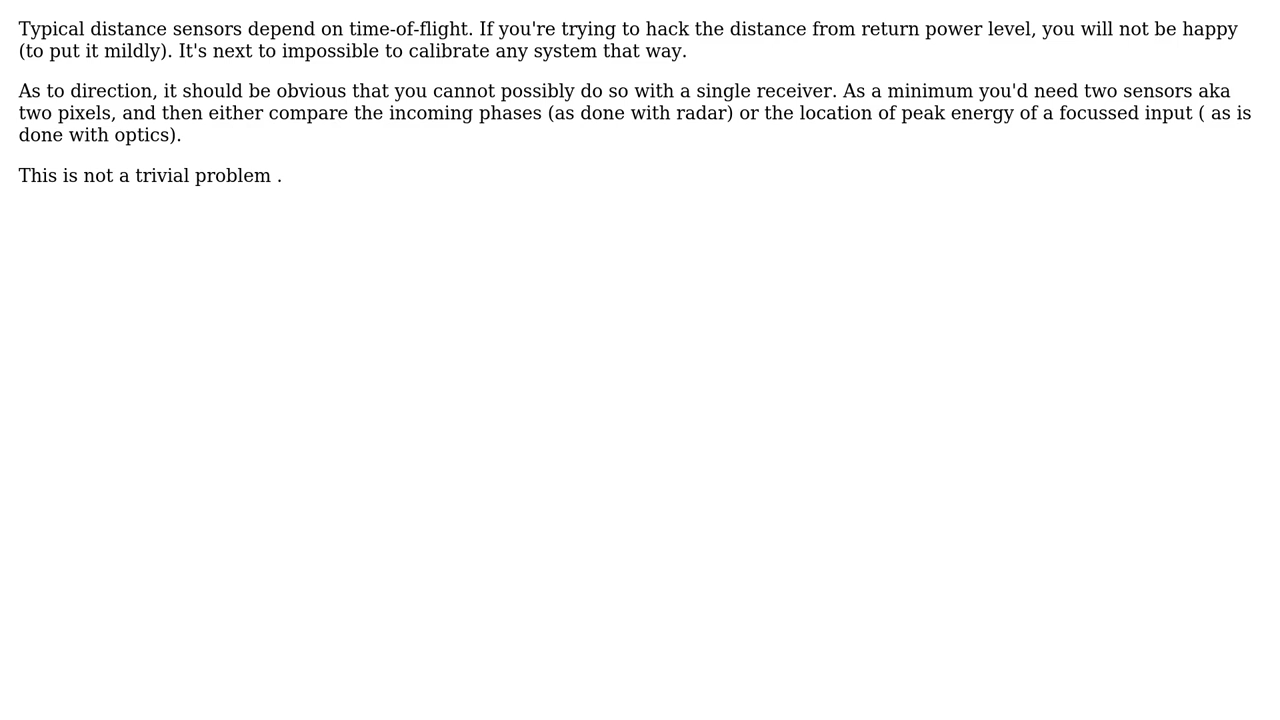 Typical distance sensors depend on time-of-flight. If you're trying to hack the distance from return power level, you will not be happy
(to put it mildly). It's next to impossible to calibrate any system that way.
As to direction, it should be obvious that you cannot possibly do so with a single receiver. As a minimum you'd need two sensors aka
two pixels, and then either compare the incoming phases (as done with radar) or the location of peak energy of a focussed input ( as is
done with optics).
This is not a trivial problem .